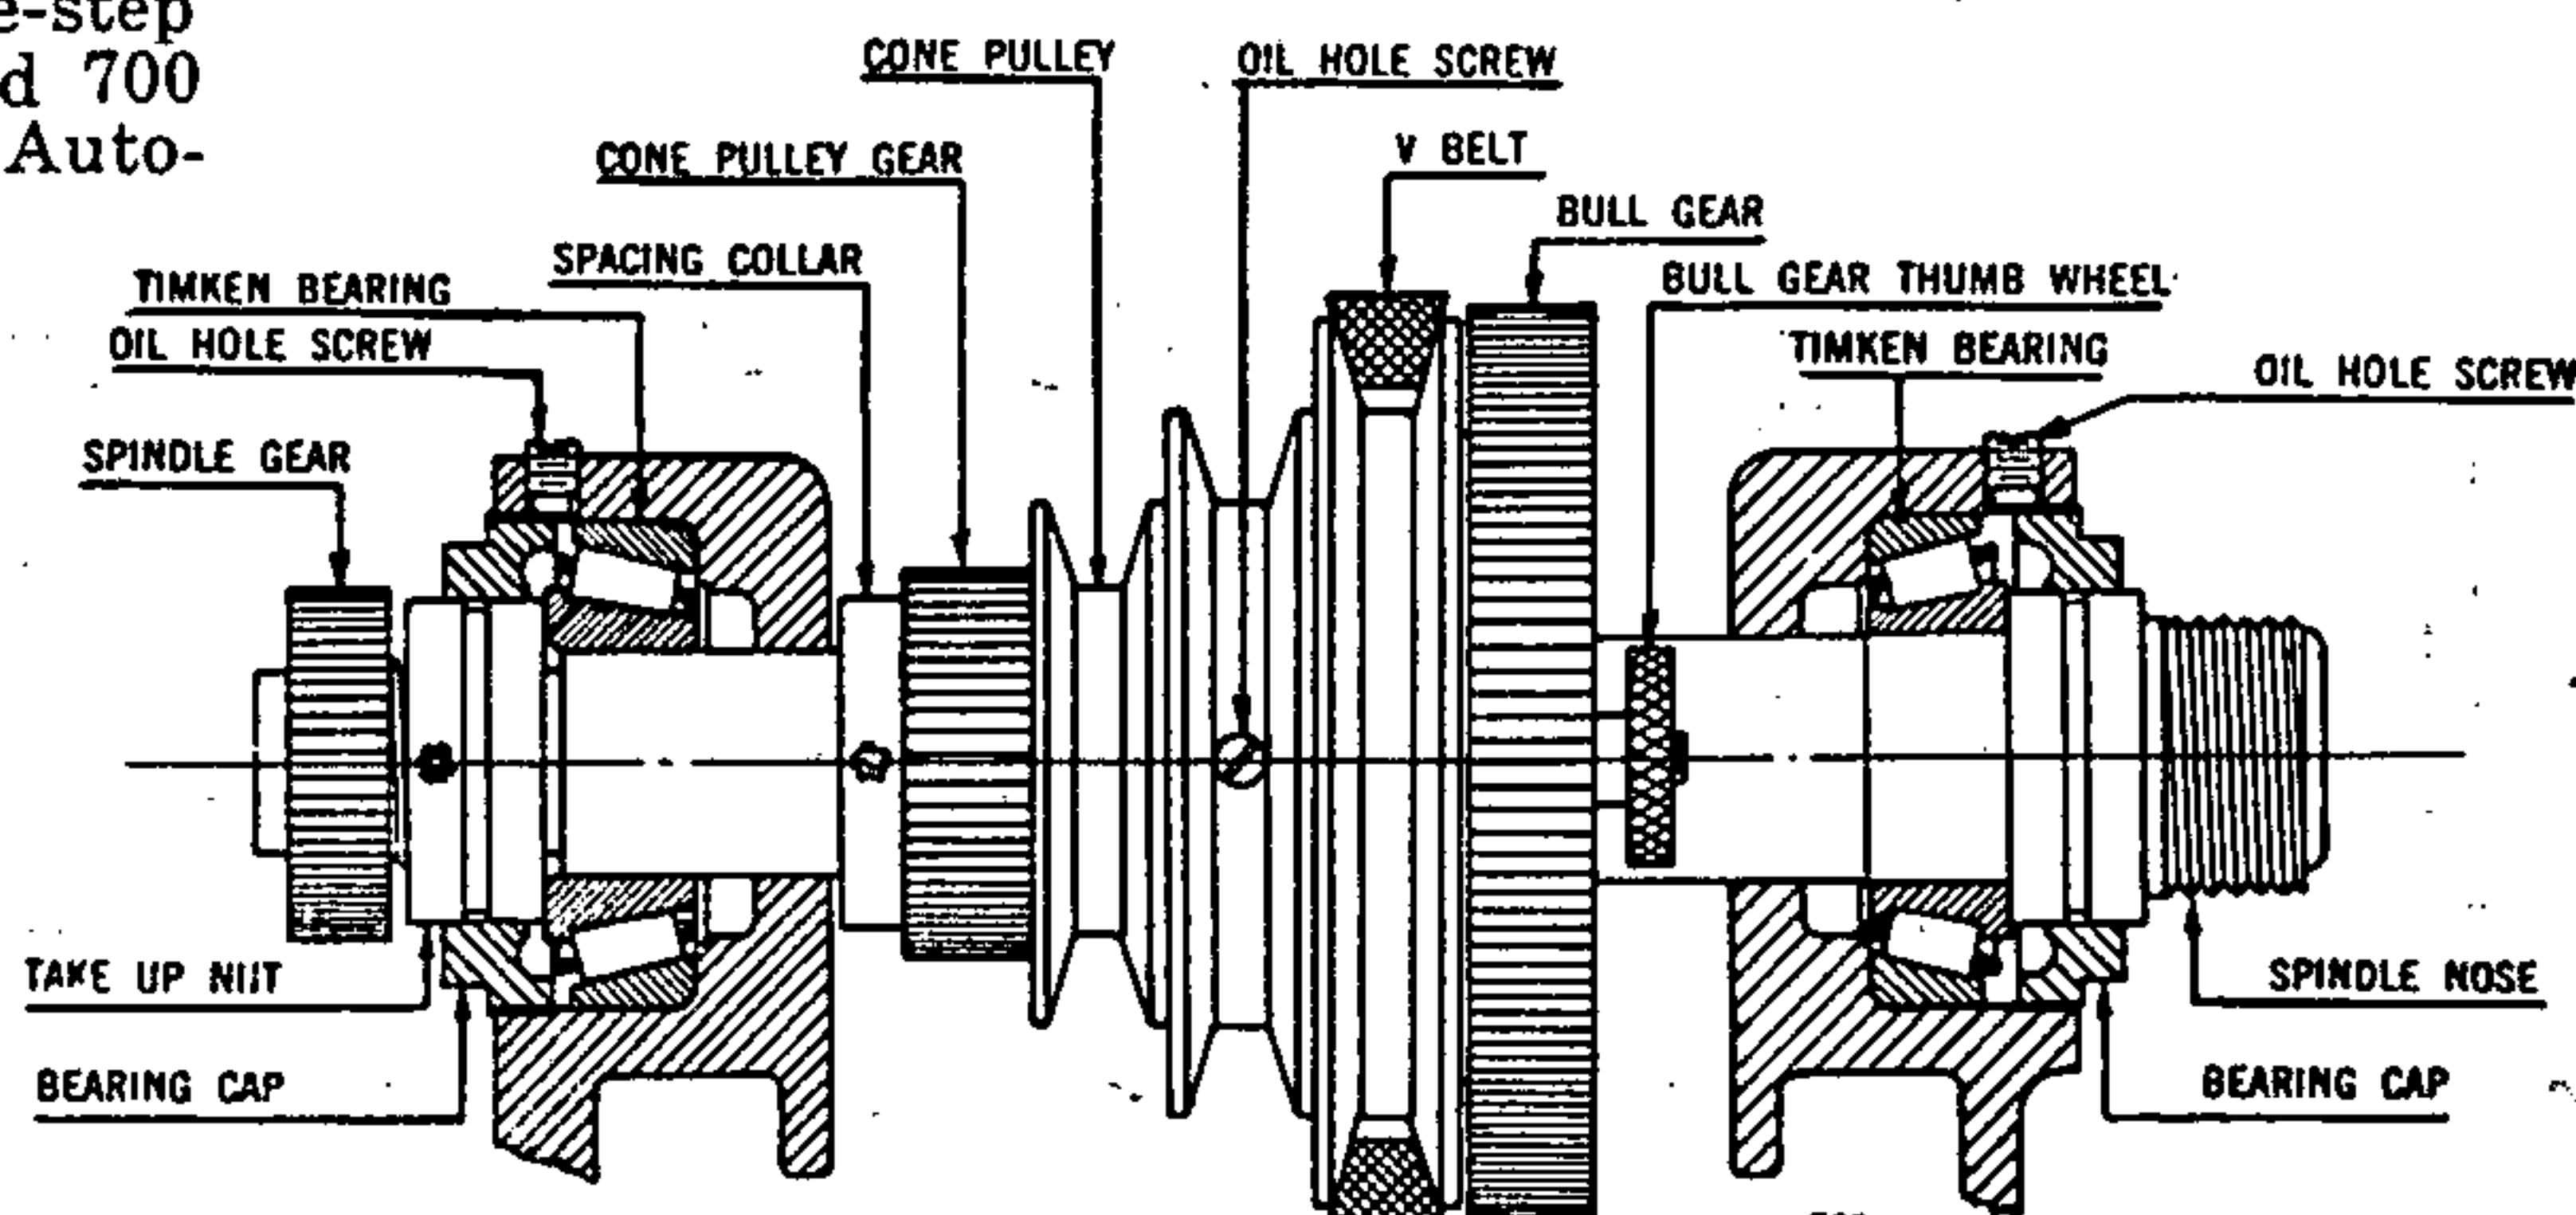 e-step
d 700
Auto-
CONE PULLEY
OIL HOLE SCREW
V BELT
CONE PULLEY GEAR
BULL GEAR
SPACING COLLAR
BULL GEAR THUMB WHEEL
TIMKEN BEARING
OIL HOLE SCREW
TIMKEN BEARING
OIL HOLE SCREW
SPINDLE GEAR
TAKE UP NUT
SPINDLE NOSE
BEARING CAP
BEARING CAP